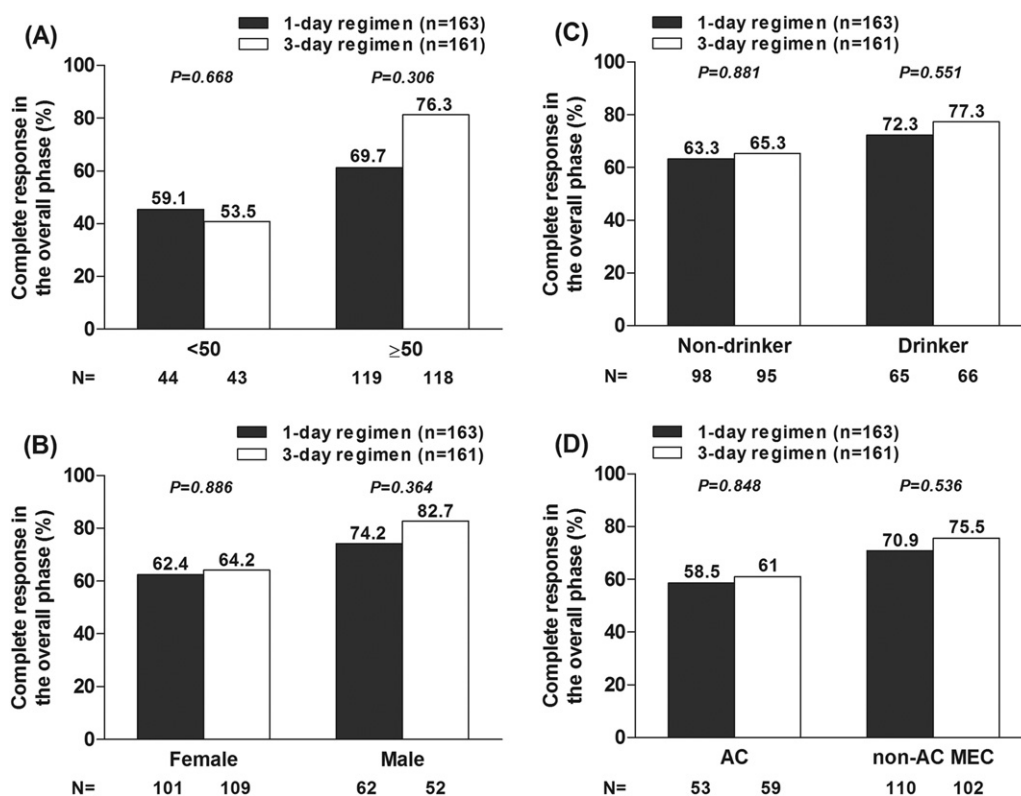 (A)
1-day regimen (n=163)
3-day regimen (n=161)
Complete response in
the overall phase (%)
100
80
60
40
20
0
P=0.668
P=0.306
59.1
53.5
69.7
76.3
<50
≥50
N= 44 43 119 118
(C)
1-day regimen (n=163)
3-day regimen (n=161)
Complete response in
the overall phase (%)
100
80
60
40
20
0
P=0.881
P=0.551
63.3
65.3
72.3
77.3
Non-drinker
Drinker
N= 98 95 65 66
(B)
1-day regimen (n=163)
3-day regimen (n=161)
Complete response in
the overall phase (%)
100
80
60
40
20
0
P=0.886
P=0.364
62.4
64.2
74.2
82.7
Female
Male
N= 101 109 62 52
(D)
1-day regimen (n=163)
3-day regimen (n=161)
Complete response in
the overall phase (%)
100
80
60
40
20
0
P=0.848
P=0.536
58.5
61
70.9
75.5
AC
non-AC MEC
N= 53 59 110 102